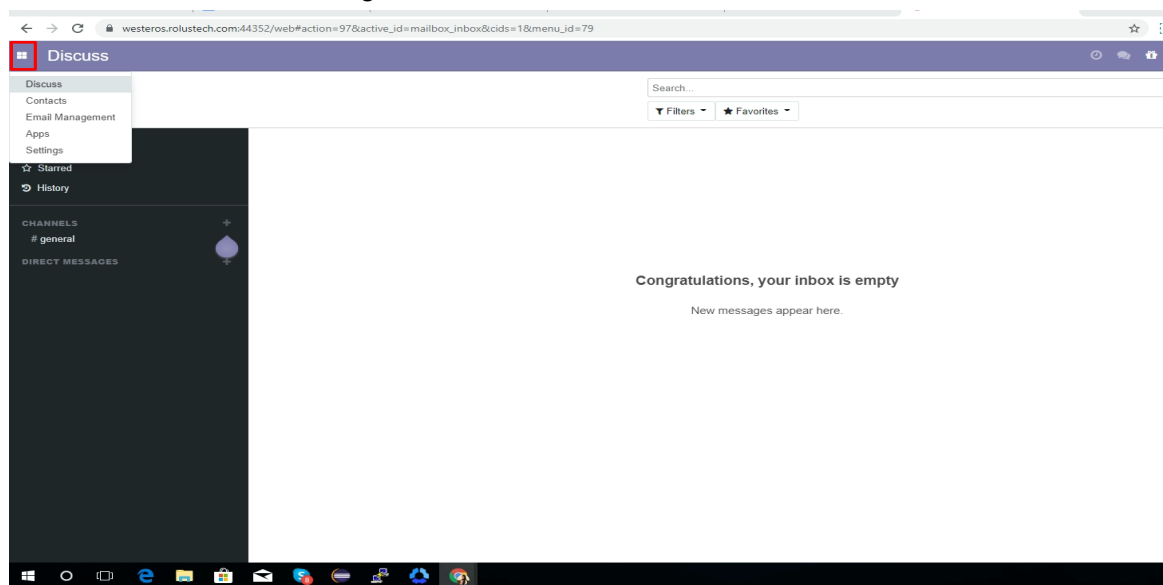 westeros.rolustech.com:44352/web#action=97&active_id=mailbox_inbox&cids=1&menu_id=79
Discuss
Discuss
Contacts
Email Management
Apps
Settings
Search...
Filters
Favorites
Starred
History
CHANNELS
# general
DIRECT MESSAGES
Congratulations, your inbox is empty
New messages appear here.